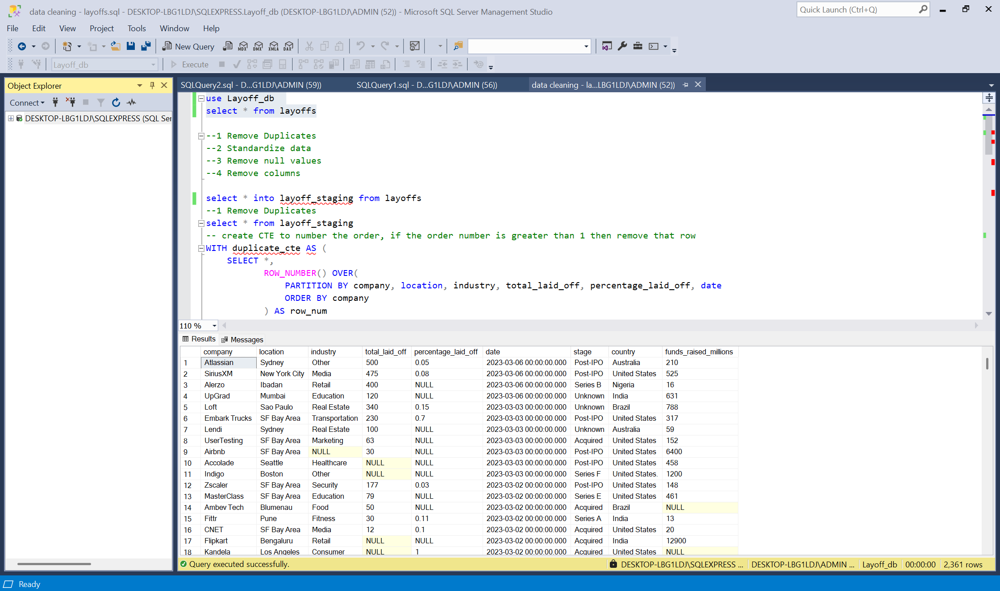 data cleaning - layoffs.sql - DESKTOP-LBG1LDJ\SQLEXPRESS.Layoff_db (DESKTOP-LBG1LDJ\ADMIN (52)) - Microsoft SQL Server Management Studio
Quick Launch (Ctrl+Q)
File Edit View Project Tools Window Help
New Query MDX DMX XMLA DAX
Layoff_db Execute
Object Explorer
SQLQuery2.sql - D...G1LDJ\ADMIN (59)) SQLQuery1.sql - D...G1LDJ\ADMIN (56)) data cleaning - la...LBG1LDJ\ADMIN (52))
Connect
DESKTOP-LBG1LDJ\SQLEXPRESS (SQL Ser
use Layoff_db
select * from layoffs
--1 Remove Duplicates
--2 Standardize data
--3 Remove null values
--4 Remove columns
select * into layoff_staging from layoffs
--1 Remove Duplicates
select * from layoff_staging
-- create CTE to number the order, if the order number is greater than 1 then remove that row
WITH duplicate_cte AS (
SELECT *,
ROW_NUMBER() OVER(
PARTITION BY company, location, industry, total_laid_off, percentage_laid_off, date
ORDER BY company
) AS row_num
110 %
Results Messages
company location industry total_laid_off percentage_laid_off date stage country funds_raised_millions
1 Atlassian Sydney Other 500 0.05 2023-03-06 00:00:00.000 Post-IPO Australia 210
2 SiriusXM New York City Media 475 0.08 2023-03-06 00:00:00.000 Post-IPO United States 525
3 Alerzo Ibadan Retail 400 NULL 2023-03-06 00:00:00.000 Series B Nigeria 16
4 UpGrad Mumbai Education 120 NULL 2023-03-06 00:00:00.000 Unknown India 631
5 Loft Sao Paulo Real Estate 340 0.15 2023-03-03 00:00:00.000 Unknown Brazil 788
6 Embark Trucks SF Bay Area Transportation 230 0.7 2023-03-03 00:00:00.000 Post-IPO United States 317
7 Lendi Sydney Real Estate 100 NULL 2023-03-03 00:00:00.000 Unknown Australia 59
8 UserTesting SF Bay Area Marketing 63 NULL 2023-03-03 00:00:00.000 Acquired United States 152
9 Airbnb SF Bay Area NULL 30 NULL 2023-03-03 00:00:00.000 Post-IPO United States 6400
10 Accolade Seattle Healthcare NULL NULL 2023-03-03 00:00:00.000 Post-IPO United States 458
11 Indigo Boston Other NULL NULL 2023-03-03 00:00:00.000 Series F United States. 1200
12 Zscaler SF Bay Area Security 177 0.03 2023-03-02 00:00:00.000 Post-IPO United States 148
13 MasterClass SF Bay Area Education 79 NULL 2023-03-02 00:00:00.000 Series E United States 461
14 Ambev Tech Blumenau Food 50 NULL 2023-03-02 00:00:00.000 Acquired Brazil NULL
15 Fittr Pune Fitness 30 0.11 2023-03-02 00:00:00.000 Series A India 13
16 CNET SF Bay Area Media 12 0.1 2023-03-02 00:00:00.000 Acquired United States 20
17 Flipkart Bengaluru Retail NULL NULL 2023-03-02 00:00:00.000 Acquired India 12900
18 Kandela Los Angeles Consumer NULL 1 2023-03-02 00:00:00.000 Acquired United States NULL
Query executed successfully. DESKTOP-LBG1LDJ\SQLEXPRESS ... DESKTOP-LBG1LDJ\ADMIN ... Layoff_db 00:00:00 2,361 rows
Ready